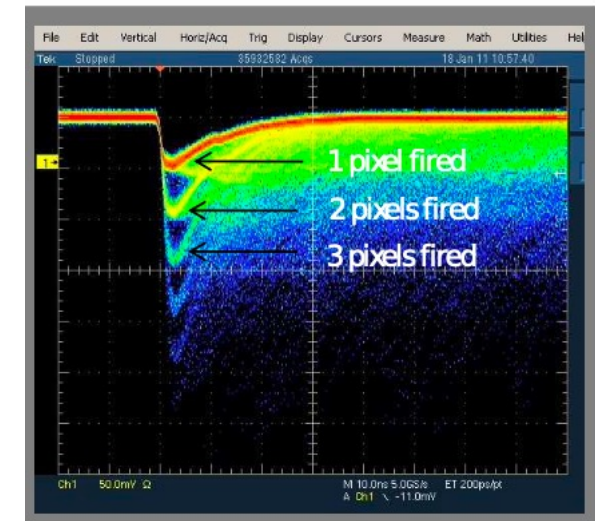 File Edit Vertical Horiz/Acq Trig Display Cursors Measure Math Utilities Hel
Tek Stopped 35932582 Acqs 18 Jan 11 10:57:40
1
1 pixel fired
2 pixels fired
3 pixels fired
Ch1 50.0mV Ω M 10.0ns 5.0GS/s ET 200ps/pt
A Ch1 \ -11.0mV